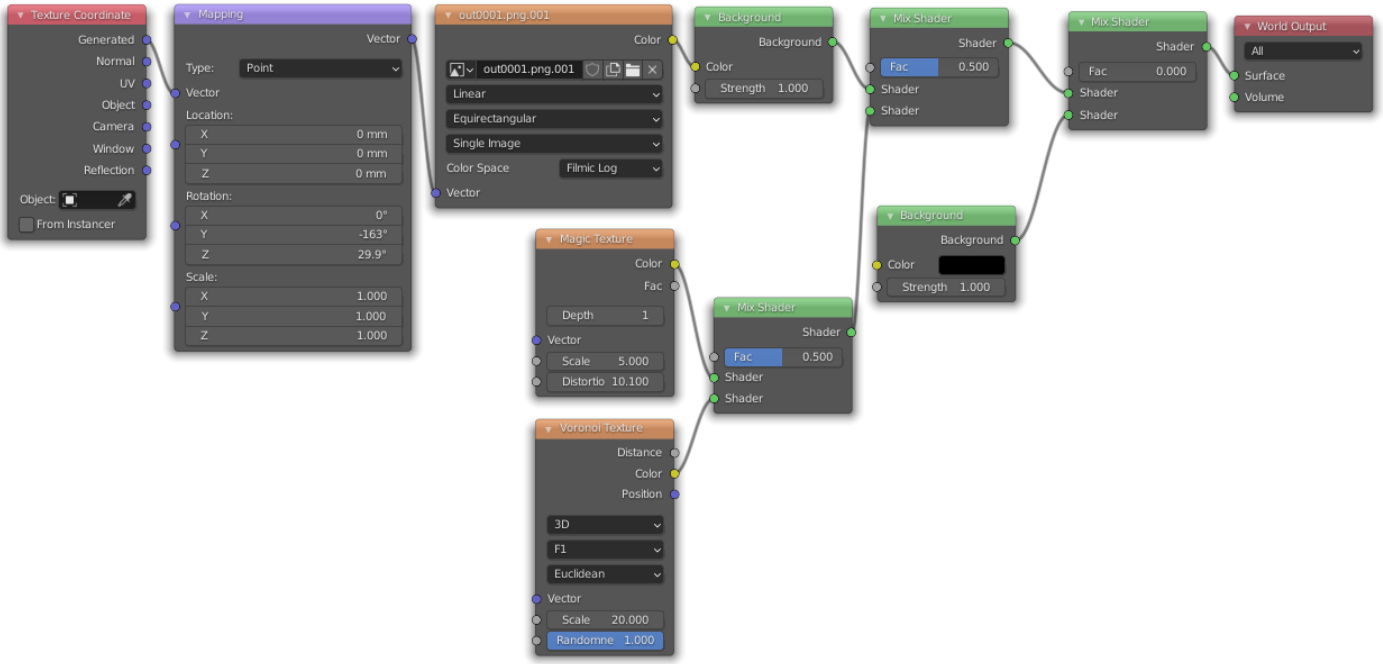 Texture Coordinate
Generated
Normal
UV
Object
Camera
Window
Reflection
Object:
From Instancer
Mapping
Vector
Type: Point
Vector
Location:
X 0 mm
Y 0 mm
Z 0 mm
Rotation:
X 0°
Y -163°
Z 29.9°
Scale:
X 1.000
Y 1.000
Z 1.000
out0001.png.001
Color
out0001.png.001
Linear
Equirectangular
Single Image
Color Space Filmic Log
Vector
Background
Background
Color
Strength 1.000
Mix Shader
Shader
Fac 0.500
Shader
Shader
Mix Shader
Shader
Fac 0.000
Shader
Shader
World Output
All
Surface
Volume
Background
Background
Color
Strength 1.000
Magic Texture
Color
Fac
Depth 1
Vector
Scale 5.000
Distortio 10.100
Mix Shader
Shader
Fac 0.500
Shader
Shader
Voronoi Texture
Distance
Color
Position
3D
F1
Euclidean
Vector
Scale 20.000
Randomne 1.000